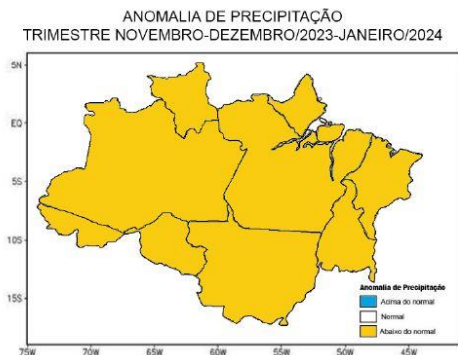 ANOMALIA DE PRECIPITAÇÃO
TRIMESTRE NOVEMBRO-DEZEMBRO/2023-JANEIRO/2024
5N
EQ
5S
10S
15S
Anomalia de Precipitação
Acima do normal
Normal
Abaixo do normal
75W 70W 65W 60W 55W 50W 45W